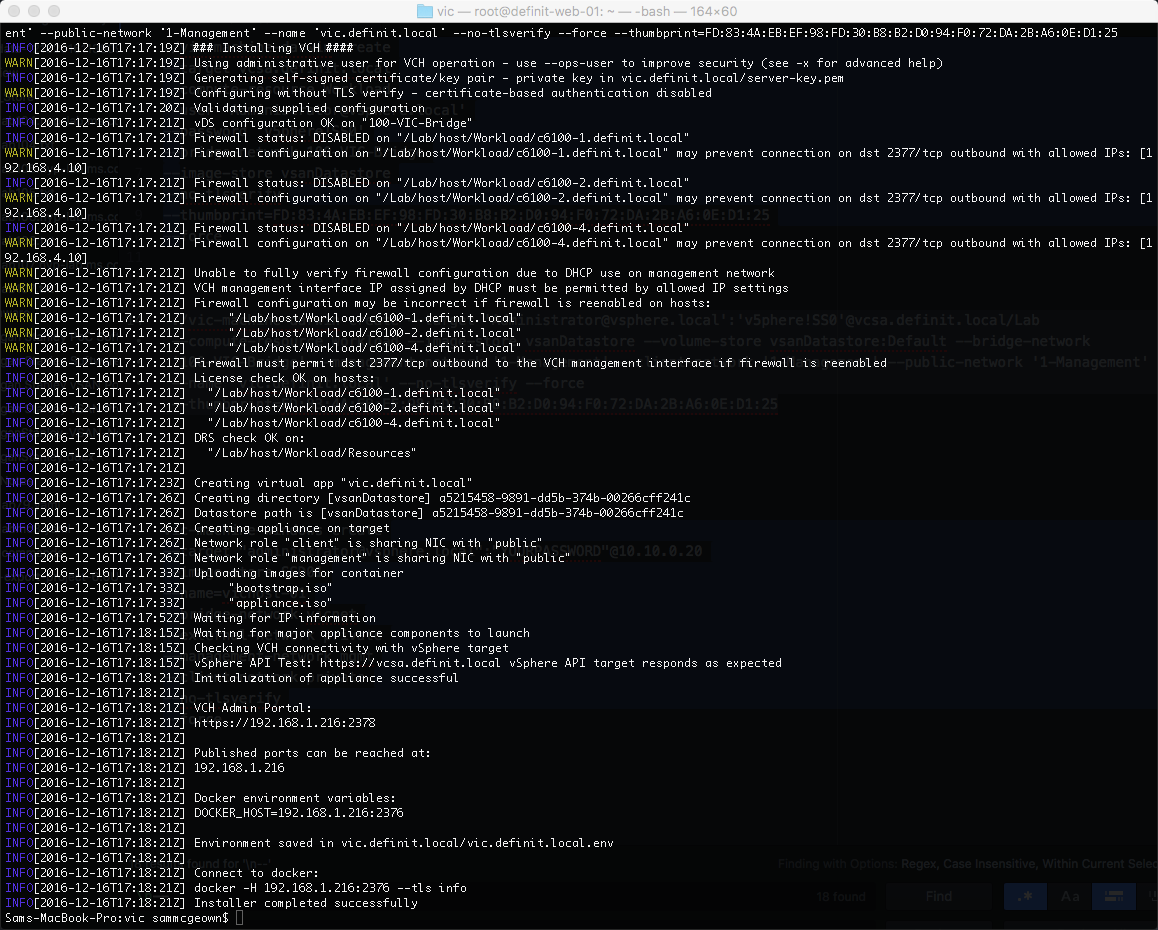 vic — root@definit-web-01: ~ — -bash — 164×60
ent' --public-network '1-Management' --name 'vic.definit.local' --no-tlsverify --force --thumbprint=FD:83:4A:EB:EF:98:FD:30:B8:B2:D0:94:F0:72:DA:2B:A6:0E:D1:25
INFO[2016-12-16T17:17:19Z] ### Installing VCH ####
WARN[2016-12-16T17:17:19Z] Using administrative user for VCH operation - use --ops-user to improve security (see -x for advanced help)
INFO[2016-12-16T17:17:19Z] Generating self-signed certificate/key pair - private key in vic.definit.local/server-key.pem
WARN[2016-12-16T17:17:19Z] Configuring without TLS verify - certificate-based authentication disabled
INFO[2016-12-16T17:17:20Z] Validating supplied configuration
INFO[2016-12-16T17:17:21Z] vDS configuration OK on "100-VIC-Bridge"
INFO[2016-12-16T17:17:21Z] Firewall status: DISABLED on "/Lab/host/Workload/c6100-1.definit.local"
WARN[2016-12-16T17:17:21Z] Firewall configuration on "/Lab/host/Workload/c6100-1.definit.local" may prevent connection on dst 2377/tcp outbound with allowed IPs: [1
92.168.4.10]
INFO[2016-12-16T17:17:21Z] Firewall status: DISABLED on "/Lab/host/Workload/c6100-2.definit.local"
WARN[2016-12-16T17:17:21Z] Firewall configuration on "/Lab/host/Workload/c6100-2.definit.local" may prevent connection on dst 2377/tcp outbound with allowed IPs: [1
92.168.4.10]
INFO[2016-12-16T17:17:21Z] Firewall status: DISABLED on "/Lab/host/Workload/c6100-4.definit.local"
WARN[2016-12-16T17:17:21Z] Firewall configuration on "/Lab/host/Workload/c6100-4.definit.local" may prevent connection on dst 2377/tcp outbound with allowed IPs: [1
92.168.4.10]
WARN[2016-12-16T17:17:21Z] Unable to fully verify firewall configuration due to DHCP use on management network
WARN[2016-12-16T17:17:21Z] VCH management interface IP assigned by DHCP must be permitted by allowed IP settings
WARN[2016-12-16T17:17:21Z] Firewall configuration may be incorrect if firewall is reenabled on hosts:
WARN[2016-12-16T17:17:21Z] "/Lab/host/Workload/c6100-1.definit.local"
WARN[2016-12-16T17:17:21Z] "/Lab/host/Workload/c6100-2.definit.local"
WARN[2016-12-16T17:17:21Z] "/Lab/host/Workload/c6100-4.definit.local"
INFO[2016-12-16T17:17:21Z] Firewall must permit dst 2377/tcp outbound to the VCH management interface if firewall is reenabled
INFO[2016-12-16T17:17:21Z] License check OK on hosts:
INFO[2016-12-16T17:17:21Z] "/Lab/host/Workload/c6100-1.definit.local"
INFO[2016-12-16T17:17:21Z] "/Lab/host/Workload/c6100-2.definit.local"
INFO[2016-12-16T17:17:21Z] "/Lab/host/Workload/c6100-4.definit.local"
INFO[2016-12-16T17:17:21Z] DRS check OK on:
INFO[2016-12-16T17:17:21Z] "/Lab/host/Workload/Resources"
INFO[2016-12-16T17:17:21Z]
INFO[2016-12-16T17:17:23Z] Creating virtual app "vic.definit.local"
INFO[2016-12-16T17:17:26Z] Creating directory [vsanDatastore] a5215458-9891-dd5b-374b-00266cff241c
INFO[2016-12-16T17:17:26Z] Datastore path is [vsanDatastore] a5215458-9891-dd5b-374b-00266cff241c
INFO[2016-12-16T17:17:26Z] Creating appliance on target
INFO[2016-12-16T17:17:26Z] Network role "client" is sharing NIC with "public"
INFO[2016-12-16T17:17:26Z] Network role "management" is sharing NIC with "public"
INFO[2016-12-16T17:17:33Z] Uploading images for container
INFO[2016-12-16T17:17:33Z] "bootstrap.iso"
INFO[2016-12-16T17:17:33Z] "appliance.iso"
INFO[2016-12-16T17:17:52Z] Waiting for IP information
INFO[2016-12-16T17:18:15Z] Waiting for major appliance components to launch
INFO[2016-12-16T17:18:15Z] Checking VCH connectivity with vSphere target
INFO[2016-12-16T17:18:15Z] vSphere API Test: https://vcsa.definit.local vSphere API target responds as expected
INFO[2016-12-16T17:18:21Z] Initialization of appliance successful
INFO[2016-12-16T17:18:21Z]
INFO[2016-12-16T17:18:21Z] VCH Admin Portal:
INFO[2016-12-16T17:18:21Z] https://192.168.1.216:2378
INFO[2016-12-16T17:18:21Z]
INFO[2016-12-16T17:18:21Z] Published ports can be reached at:
INFO[2016-12-16T17:18:21Z] 192.168.1.216
INFO[2016-12-16T17:18:21Z]
INFO[2016-12-16T17:18:21Z] Docker environment variables:
INFO[2016-12-16T17:18:21Z] DOCKER_HOST=192.168.1.216:2376
INFO[2016-12-16T17:18:21Z]
INFO[2016-12-16T17:18:21Z] Environment saved in vic.definit.local/vic.definit.local.env
INFO[2016-12-16T17:18:21Z]
INFO[2016-12-16T17:18:21Z] Connect to docker:
INFO[2016-12-16T17:18:21Z] docker -H 192.168.1.216:2376 --tls info
INFO[2016-12-16T17:18:21Z] Installer completed successfully
Sams-MacBook-Pro:vic sammcgeown$
Finding with Options: Regex, Case Insensitive, Within Current Selec
18 found
Find
.*
Aa